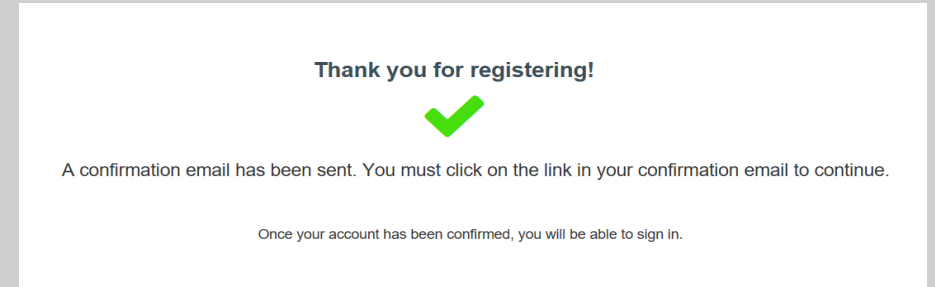 Thank you for registering!
A confirmation email has been sent. You must click on the link in your confirmation email to continue.
Once your account has been confirmed, you will be able to sign in.